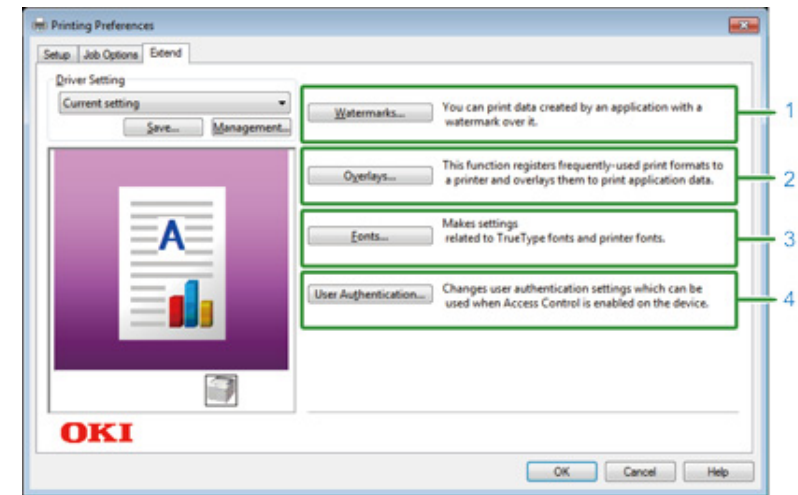 Printing Preferences
Setup Job Options Extend
Driver Setting
Current setting
Save... Management...
A
OKI
Watermarks... You can print data created by an application with a
watermark over it.
1
Overlays... This function registers frequently-used print formats to
a printer and overlays them to print application data.
2
Fonts... Makes settings
related to TrueType fonts and printer fonts.
3
User Authentication... Changes user authentication settings which can be
used when Access Control is enabled on the device.
4
OK Cancel Help